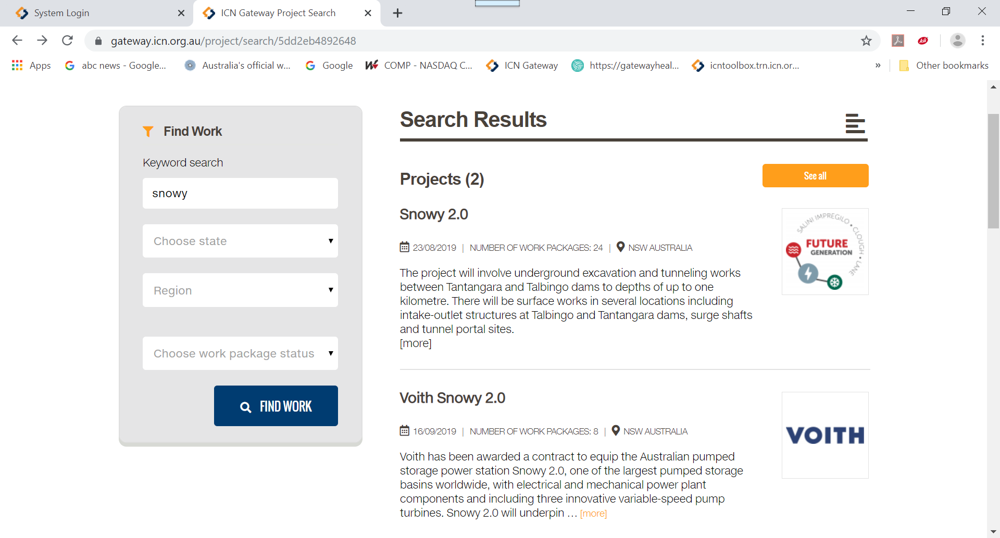 System Login
ICN Gateway Project Search
gateway.icn.org.au/project/search/5dd2eb4892648
Ask
Apps
abc news - Google...
Australia's official w...
Google
COMP - NASDAQ C...
ICN Gateway
https://gatewayheal...
icntoolbox.trn.icn.or...
»
Other bookmarks
Find Work
Keyword search
snowy
Choose state
Region
Choose work package status
FIND WORK
Search Results
Projects (2)
See all
Snowy 2.0
23/08/2019 | NUMBER OF WORK PACKAGES: 24 | NSW AUSTRALIA
The project will involve underground excavation and tunneling works
between Tantangara and Talbingo dams to depths of up to one
kilometre. There will be surface works in several locations including
intake-outlet structures at Talbingo and Tantangara dams, surge shafts
and tunnel portal sites.
[more]
SALINI IMPREGILO • CLOUGH • LANE
FUTURE
GENERATION
Voith Snowy 2.0
16/09/2019 | NUMBER OF WORK PACKAGES: 8 | NSW AUSTRALIA
Voith has been awarded a contract to equip the Australian pumped
storage power station Snowy 2.0, one of the largest pumped storage
basins worldwide, with electrical and mechanical power plant
components and including three innovative variable-speed pump
turbines. Snowy 2.0 will underpin ... [more]
VOITH